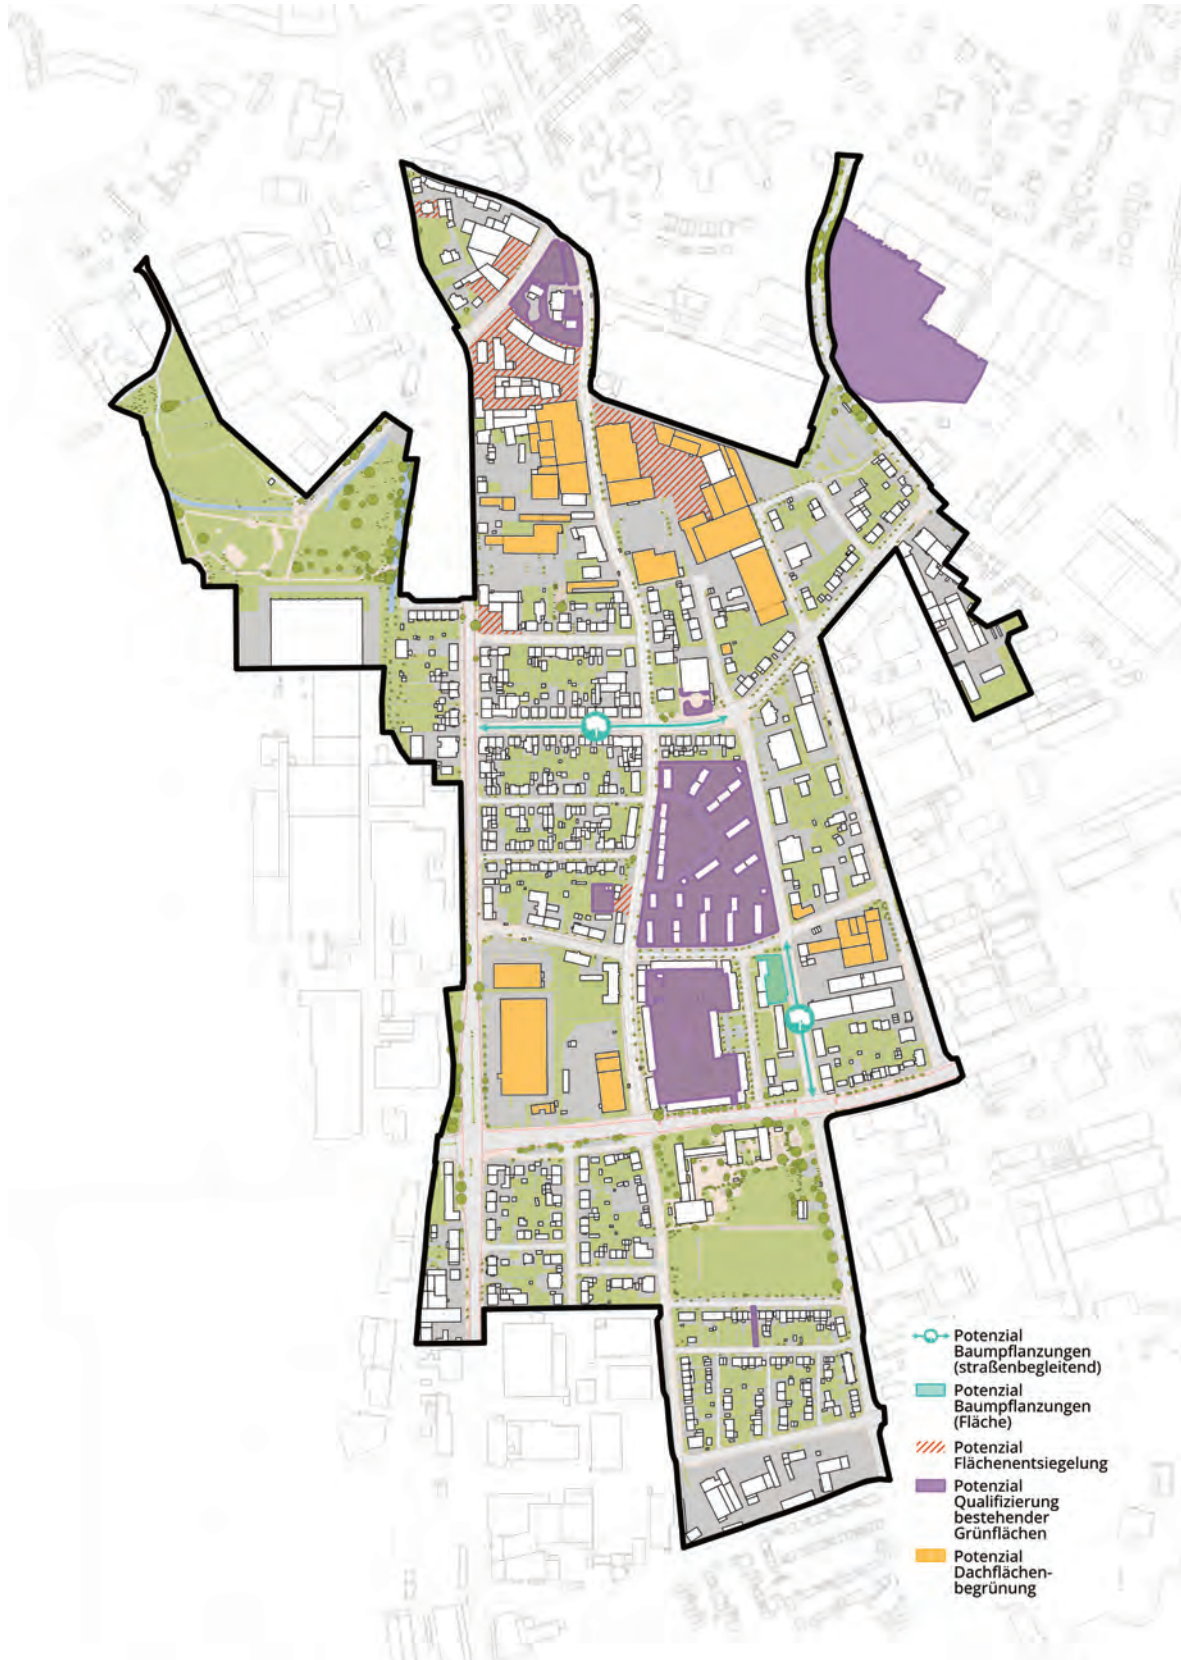 Potenzial
Baumpflanzungen
(straßenbegleitend)
Potenzial
Baumpflanzungen
(Fläche)
Potenzial
Flächenentsiegelung
Potenzial
Qualifizierung
bestehender
Grünflächen
Potenzial
Dachflächen-
begrünung